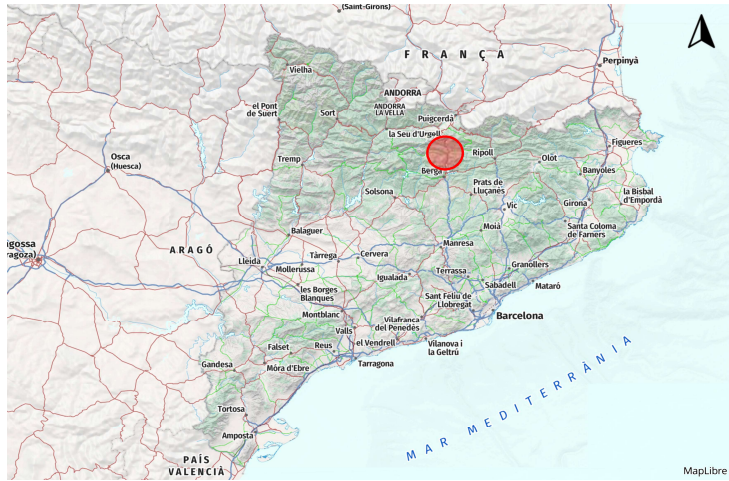 (Saint-Girons)
FRANÇA
Perpinyà
Vielha
ANDORRA
el Pont
de Suert
ANDORRA
LA VELLA
Sort
Puigcerdà
la Seu d'Urgell
Figueres
Osca
(Huesca)
Tremp
Berga
Ripoll
Olot
Banyoles
Solsona
Prats de
Lluçanès
Vic
Girona
la Bisbal
d'Empordà
Balaguer
Moià
Santa Coloma
de Farners
igossa
ragoza)
ARAGÓ
Manresa
Lleida
Tàrrega
Cervera
Mollerussa
Igualada
Terrassa
Granollers
Sabadell
Mataró
les Borges
Blanques
Sant Feliu de
Llobregat
Montblanc
Vilafranca
del Penedès
Barcelona
Valls
Falset
Reus
el Vendrell
Vilanova i
la Geltrú
Gandesa
Móra d'Ebre
Tarragona
MAR MEDITERRÀNIA
Tortosa
Amposta
PAÍS
VALENCIÀ
MapLibre